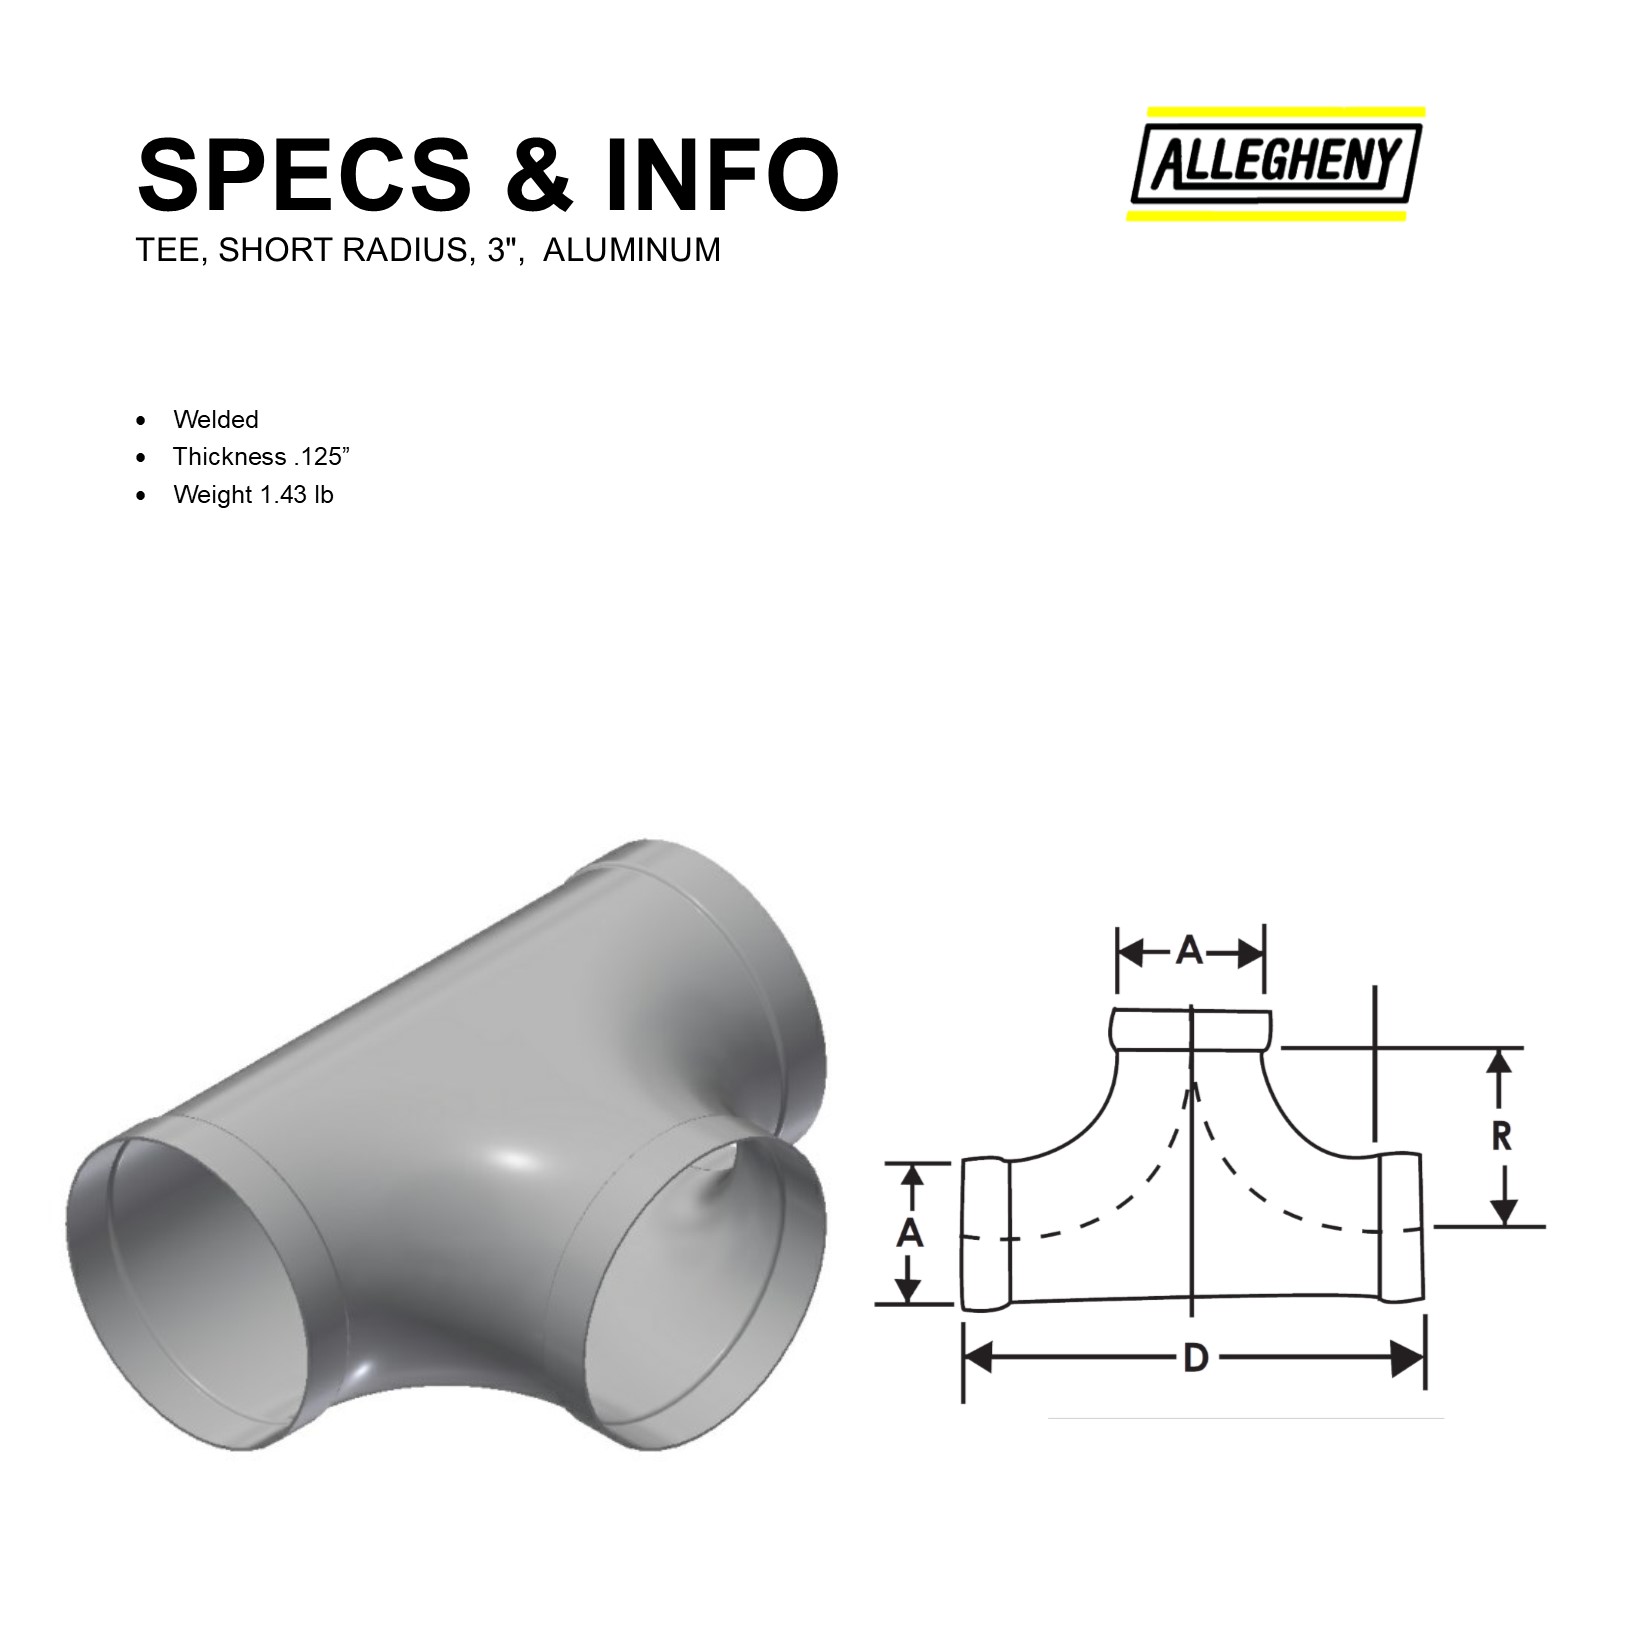 SPECS & INFO
ALLEGHENY
TEE, SHORT RADIUS, 3",  ALUMINUM
• Welded
• Thickness .125”
• Weight 1.43 lb
A
R
A
D